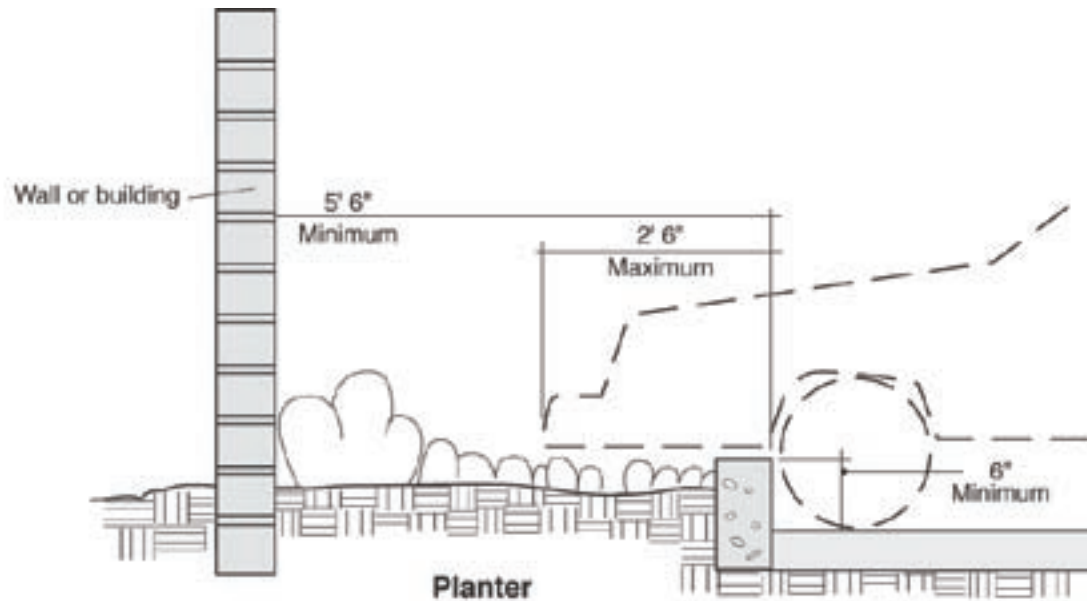 Wall or building
5' 6"
Minimum
2' 6"
Maximum
6"
Minimum
Planter